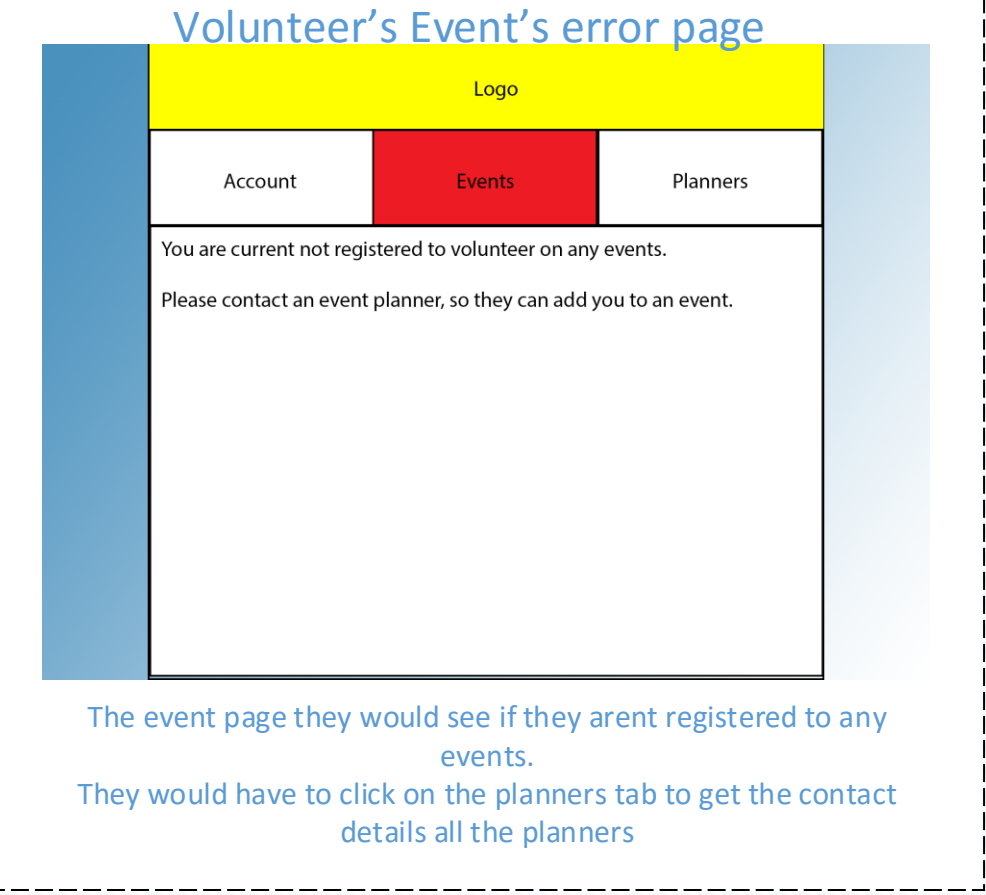 Volunteer’s Event’s error page
Logo
Account
Events
Planners
You are current not registered to volunteer on any events.
Please contact an event planner, so they can add you to an event.
The event page they would see if they arent registered to any
events.
They would have to click on the planners tab to get the contact
details all the planners